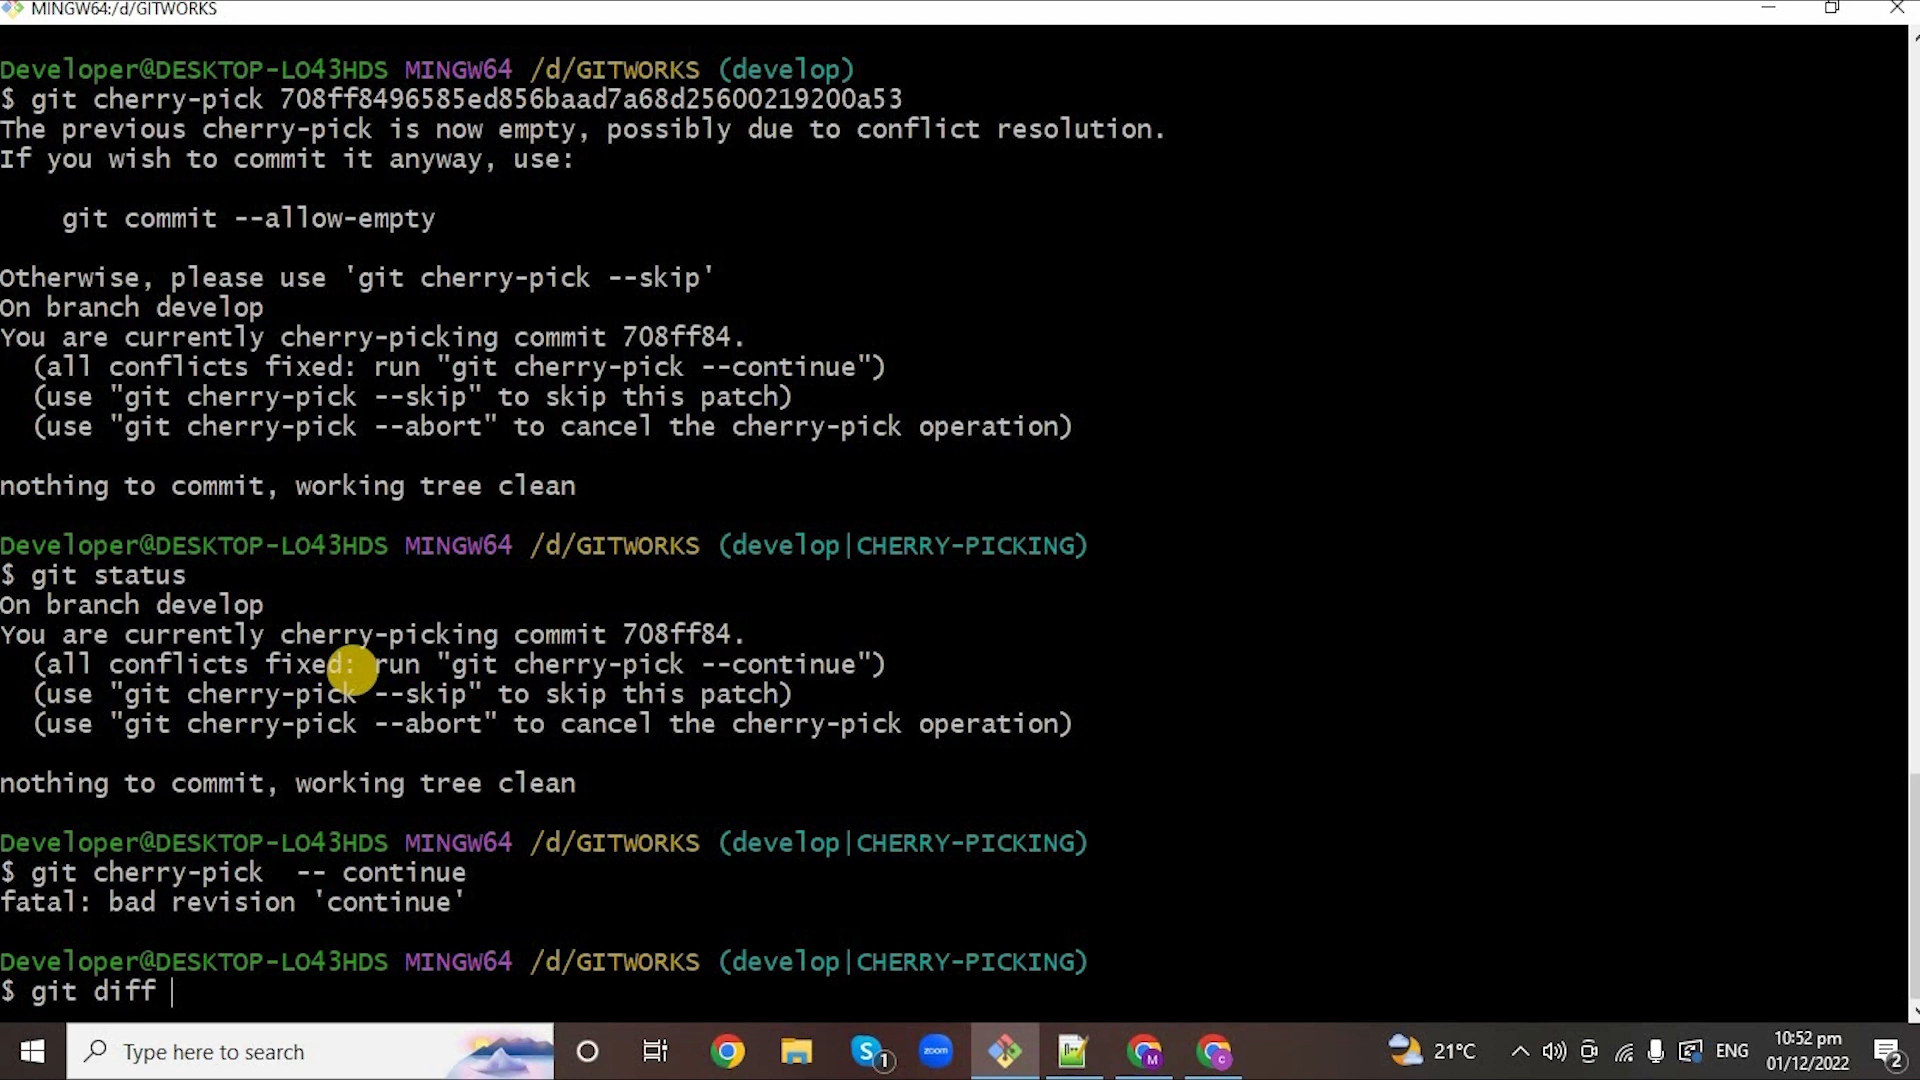 MINGW64:/d/GITWORKS
Developer@DESKTOP-LO43HDS MINGW64 /d/GITWORKS (develop)
$ git cherry-pick 708ff8496585ed856baad7a68d25600219200a53
The previous cherry-pick is now empty, possibly due to conflict resolution.
If you wish to commit it anyway, use:
git commit --allow-empty
Otherwise, please use 'git cherry-pick --skip'
On branch develop
You are currently cherry-picking commit 708ff84.
(all conflicts fixed: run "git cherry-pick --continue")
(use "git cherry-pick --skip" to skip this patch)
(use "git cherry-pick --abort" to cancel the cherry-pick operation)
nothing to commit, working tree clean
Developer@DESKTOP-LO43HDS MINGW64 /d/GITWORKS (develop|CHERRY-PICKING)
$ git status
On branch develop
You are currently cherry-picking commit 708ff84.
(all conflicts fixed: run "git cherry-pick --continue")
(use "git cherry-pick --skip" to skip this patch)
(use "git cherry-pick --abort" to cancel the cherry-pick operation)
nothing to commit, working tree clean
Developer@DESKTOP-LO43HDS MINGW64 /d/GITWORKS (develop|CHERRY-PICKING)
$ git cherry-pick  -- continue
fatal: bad revision 'continue'
Developer@DESKTOP-LO43HDS MINGW64 /d/GITWORKS (develop|CHERRY-PICKING)
$ git diff
Type here to search
S 1
zoom
M
C
21°C
ENG
10:52 pm
01/12/2022
2